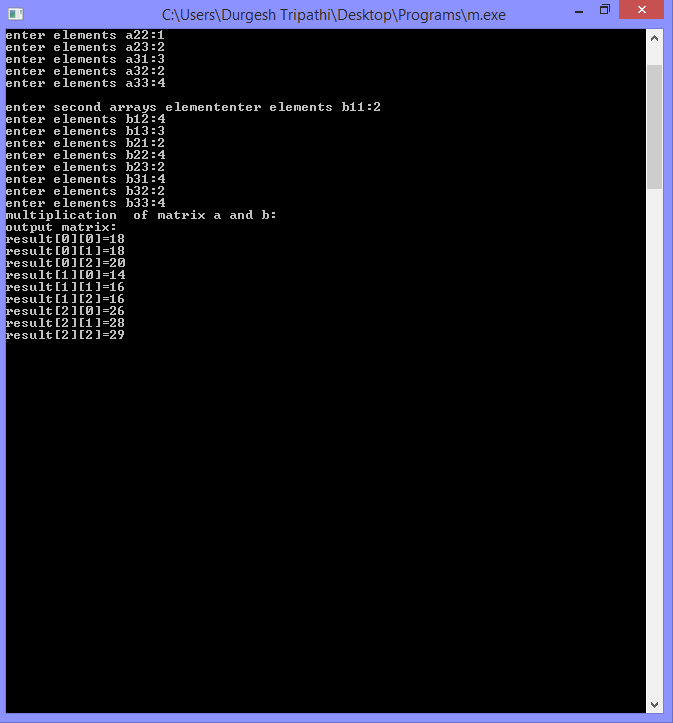 C:\Users\Durgesh Tripathi\Desktop\Programs\m.exe
enter elements a22:1
enter elements a23:2
enter elements a31:3
enter elements a32:2
enter elements a33:4
enter second arrays elemententer elements b11:2
enter elements b12:4
enter elements b13:3
enter elements b21:2
enter elements b22:4
enter elements b23:2
enter elements b31:4
enter elements b32:2
enter elements b33:4
multiplication  of matrix a and b:
output matrix:
result[0][0]=18
result[0][1]=18
result[0][2]=20
result[1][0]=14
result[1][1]=16
result[1][2]=16
result[2][0]=26
result[2][1]=28
result[2][2]=29